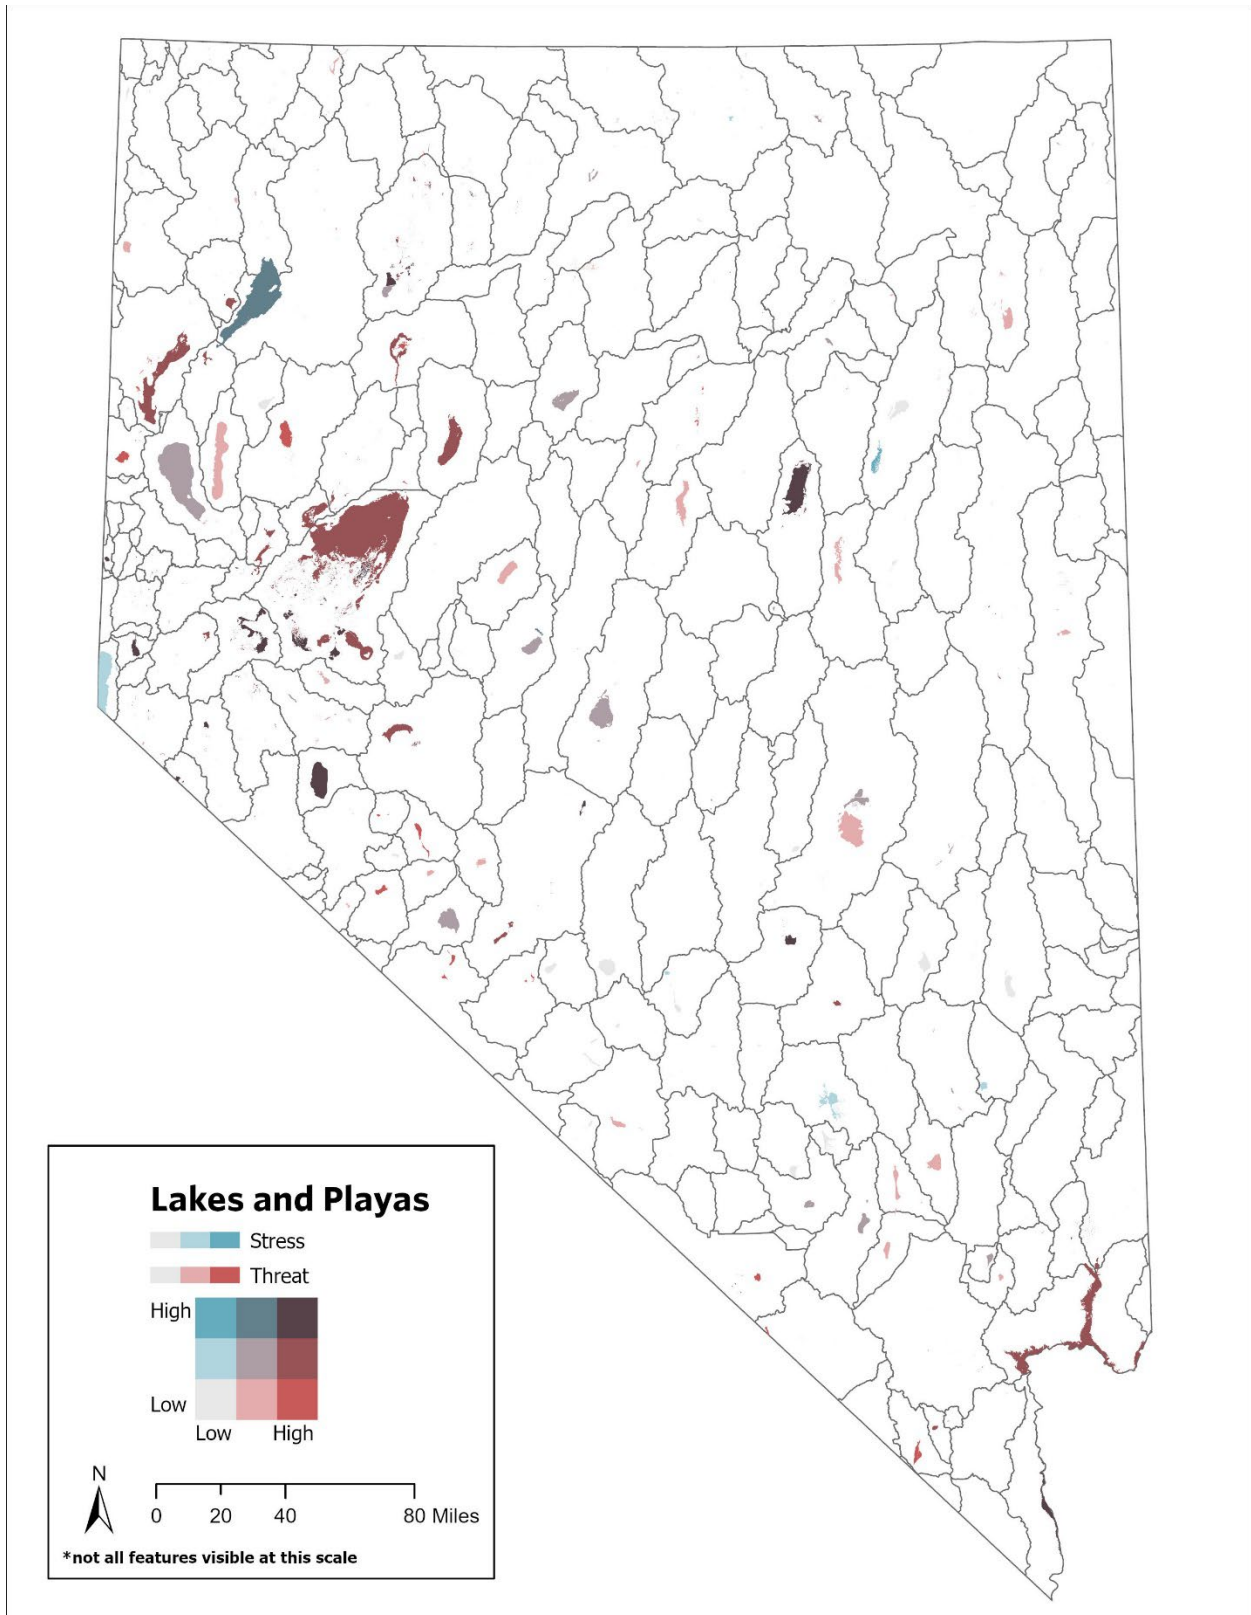 Lakes and Playas
Stress
Threat
High
Low
Low High
N
0 20 40 80 Miles
*not all features visible at this scale